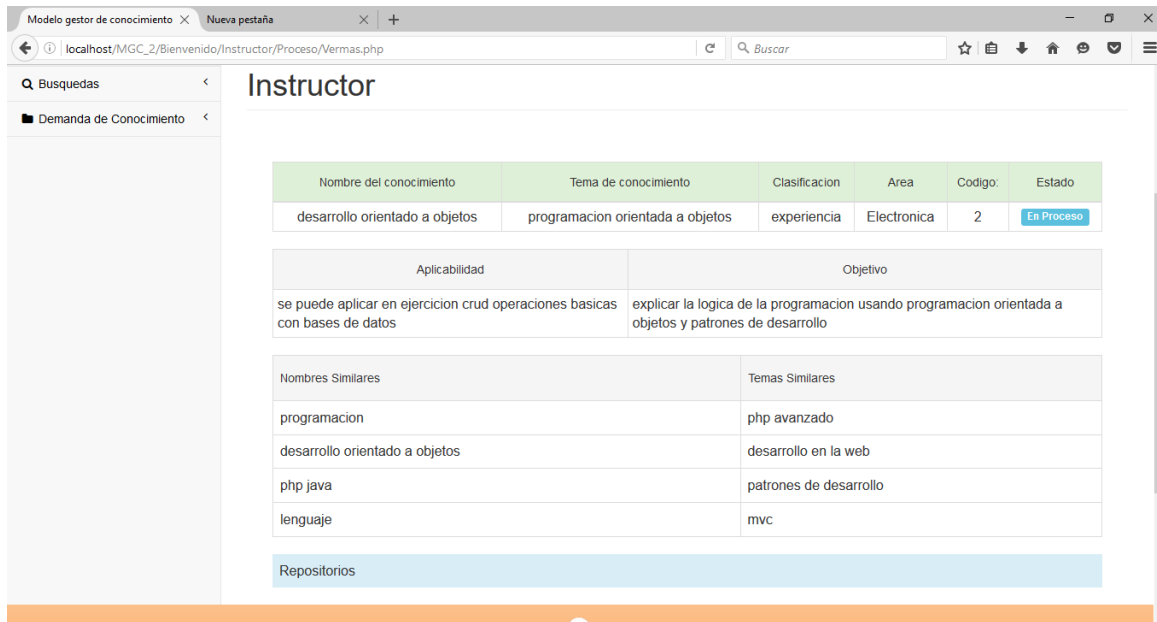 Modelo gestor de conocimiento
Nueva pestaña
localhost/MGC_2/Bienvenido/Instructor/Proceso/Vermas.php
Buscar
Busquedas
Demanda de Conocimiento
Instructor
Nombre del conocimiento Tema de conocimiento Clasificacion Area Codigo: Estado
desarrollo orientado a objetos programacion orientada a objetos experiencia Electronica 2 En Proceso
Aplicabilidad Objetivo
se puede aplicar en ejercicion crud operaciones basicas
con bases de datos
explicar la logica de la programacion usando programacion orientada a
objetos y patrones de desarrollo
Nombres Similares Temas Similares
programacion php avanzado
desarrollo orientado a objetos desarrollo en la web
php java patrones de desarrollo
lenguaje mvc
Repositorios